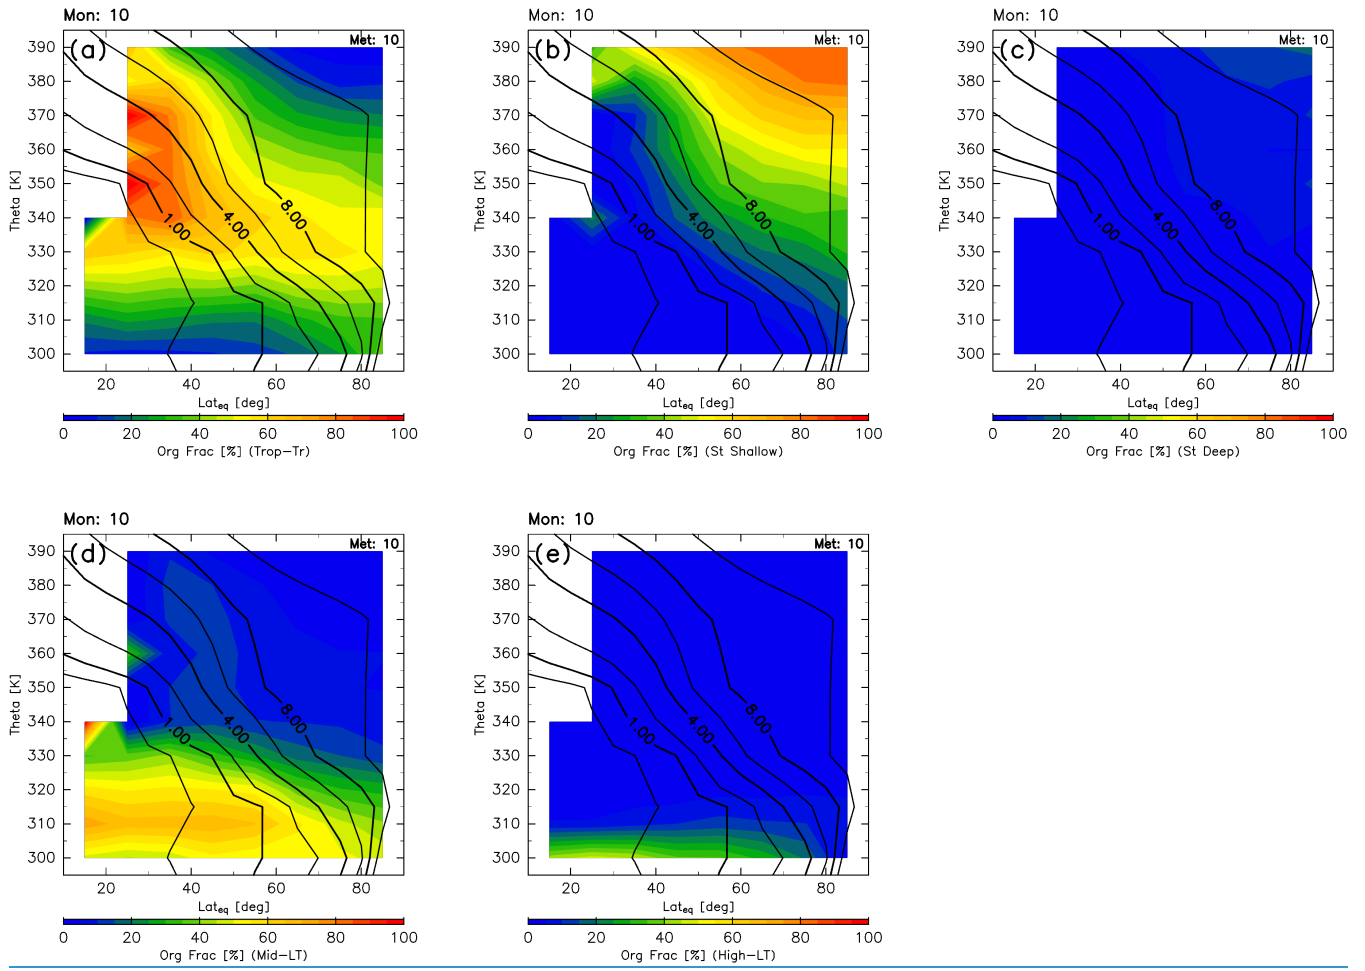 Mon: 10
(a)
Met: 10
390
380
370
360
350
340
330
320
310
300
Theta [K]
1.00
4.00
8.00
20 40 60 80
Lat_eq [deg]
0 20 40 60 80 100
Org Frac [%] (Trop-Tr)
Mon: 10
(b)
Met: 10
390
380
370
360
350
340
330
320
310
300
Theta [K]
1.00
4.00
8.00
20 40 60 80
Lat_eq [deg]
0 20 40 60 80 100
Org Frac [%] (St Shallow)
Mon: 10
(c)
Met: 10
390
380
370
360
350
340
330
320
310
300
Theta [K]
1.00
4.00
8.00
20 40 60 80
Lat_eq [deg]
0 20 40 60 80 100
Org Frac [%] (St Deep)
Mon: 10
(d)
Met: 10
390
380
370
360
350
340
330
320
310
300
Theta [K]
1.00
4.00
8.00
20 40 60 80
Lat_eq [deg]
0 20 40 60 80 100
Org Frac [%] (Mid-LT)
Mon: 10
(e)
Met: 10
390
380
370
360
350
340
330
320
310
300
Theta [K]
1.00
4.00
8.00
20 40 60 80
Lat_eq [deg]
0 20 40 60 80 100
Org Frac [%] (High-LT)